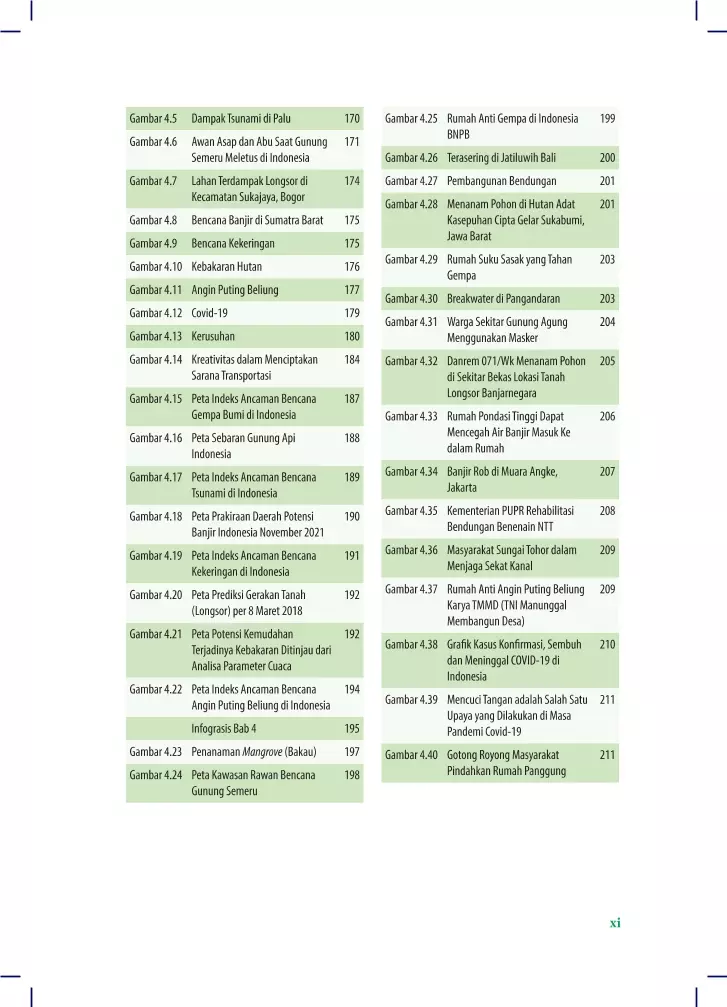 Gambar 4.5 Dampak Tsunami di Palu 170
Gambar 4.6 Awan Asap dan Abu Saat Gunung 171
Semeru Meletus di Indonesia
Gambar 4.7 Lahan Terdampak Longsor di 174
Kecamatan Sukajaya, Bogor
Gambar 4.8 Bencana Banjir di Sumatra Barat 175
Gambar 4.9 Bencana Kekeringan 175
Gambar 4.10 Kebakaran Hutan 176
Gambar 4.11 Angin Puting Beliung 177
Gambar 4.12 Covid-19 179
Gambar 4.13 Kerusuhan 180
Gambar 4.14 Kreativitas dalam Menciptakan 184
Sarana Transportasi
Gambar 4.15 Peta Indeks Ancaman Bencana 187
Gempa Bumi di Indonesia
Gambar 4.16 Peta Sebaran Gunung Api 188
Indonesia
Gambar 4.17 Peta Indeks Ancaman Bencana 189
Tsunami di Indonesia
Gambar 4.18 Peta Prakiraan Daerah Potensi 190
Banjir Indonesia November 2021
Gambar 4.19 Peta Indeks Ancaman Bencana 191
Kekeringan di Indonesia
Gambar 4.20 Peta Prediksi Gerakan Tanah 192
(Longsor) per 8 Maret 2018
Gambar 4.21 Peta Potensi Kemudahan 192
Terjadinya Kebakaran Ditinjau dari
Analisa Parameter Cuaca
Gambar 4.22 Peta Indeks Ancaman Bencana 194
Angin Puting Beliung di Indonesia
Infograsis Bab 4 195
Gambar 4.23 Penanaman Mangrove (Bakau) 197
Gambar 4.24 Peta Kawasan Rawan Bencana 198
Gunung Semeru
Gambar 4.25 Rumah Anti Gempa di Indonesia 199
BNPB
Gambar 4.26 Terasering di Jatiluwih Bali 200
Gambar 4.27 Pembangunan Bendungan 201
Gambar 4.28 Menanam Pohon di Hutan Adat 201
Kasepuhan Cipta Gelar Sukabumi,
Jawa Barat
Gambar 4.29 Rumah Suku Sasak yang Tahan 203
Gempa
Gambar 4.30 Breakwater di Pangandaran 203
Gambar 4.31 Warga Sekitar Gunung Agung 204
Menggunakan Masker
Gambar 4.32 Danrem 071/Wk Menanam Pohon 205
di Sekitar Bekas Lokasi Tanah
Longsor Banjarnegara
Gambar 4.33 Rumah Pondasi Tinggi Dapat 206
Mencegah Air Banjir Masuk Ke
dalam Rumah
Gambar 4.34 Banjir Rob di Muara Angke, 207
Jakarta
Gambar 4.35 Kementerian PUPR Rehabilitasi 208
Bendungan Benenain NTT
Gambar 4.36 Masyarakat Sungai Tohor dalam 209
Menjaga Sekat Kanal
Gambar 4.37 Rumah Anti Angin Puting Beliung 209
Karya TMMD (TNI Manunggal
Membangun Desa)
Gambar 4.38 Grafik Kasus Konfirmasi, Sembuh 210
dan Meninggal COVID-19 di
Indonesia
Gambar 4.39 Mencuci Tangan adalah Salah Satu 211
Upaya yang Dilakukan di Masa
Pandemi Covid-19
Gambar 4.40 Gotong Royong Masyarakat 211
Pindahkan Rumah Panggung
xi